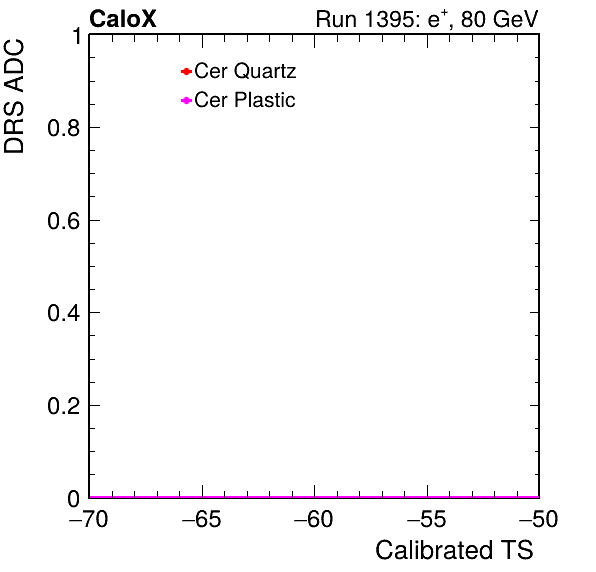 CaloX Run 1395: e⁺, 80 GeV
DRS ADC
Cer Quartz
Cer Plastic
1
0.8
0.6
0.4
0.2
0
−70 −65 −60 −55 −50
Calibrated TS